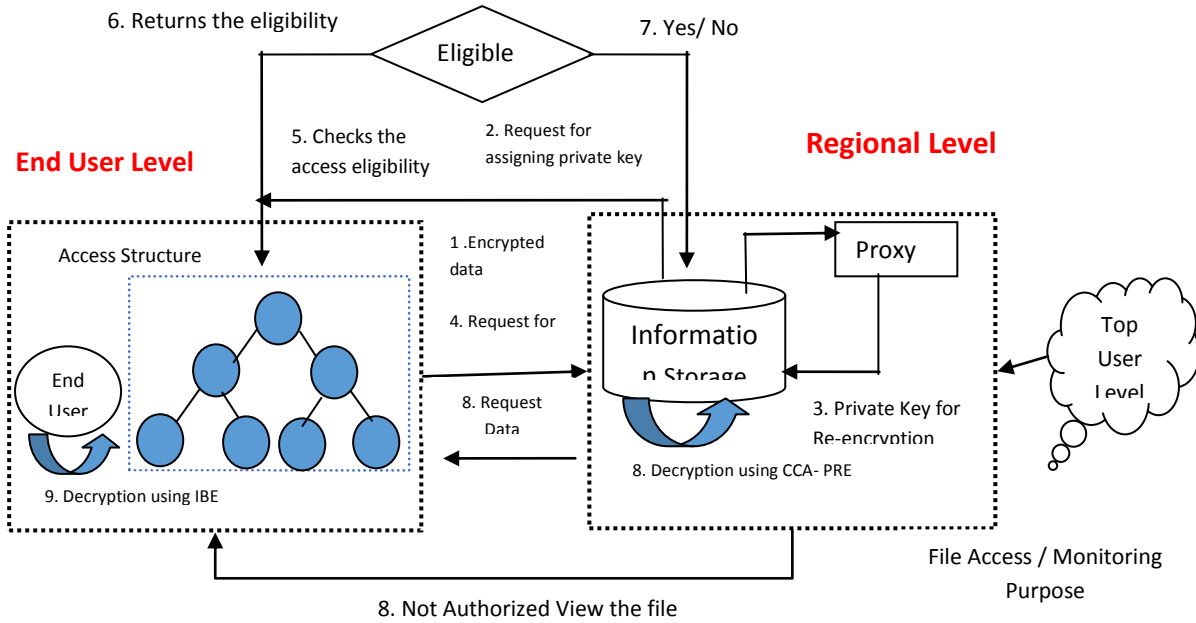 6. Returns the eligibility
7. Yes/ No
Eligible
5. Checks the
access eligibility
2. Request for
assigning private key
End User Level
Regional Level
Access Structure
1 .Encrypted
data
4. Request for
Proxy
Informatio
n Storage
Top
User
Level
End
User
8. Request
Data
3. Private Key for
Re-encryption
9. Decryption using IBE
8. Decryption using CCA- PRE
File Access / Monitoring
Purpose
8. Not Authorized View the file